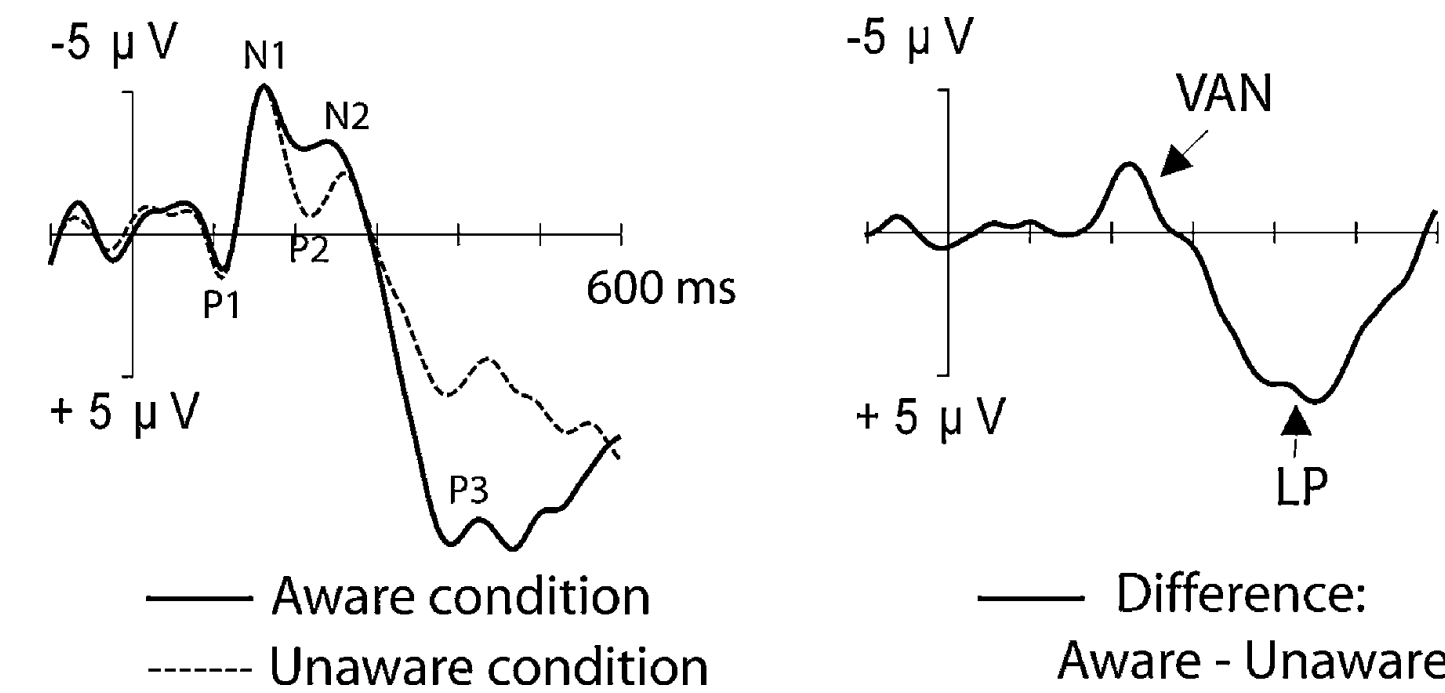 -5 µ V
N1
N2
P2
P1
600 ms
+ 5 µ V
P3
Aware condition
Unaware condition
-5 µ V
VAN
+ 5 µ V
LP
Difference:
Aware - Unaware